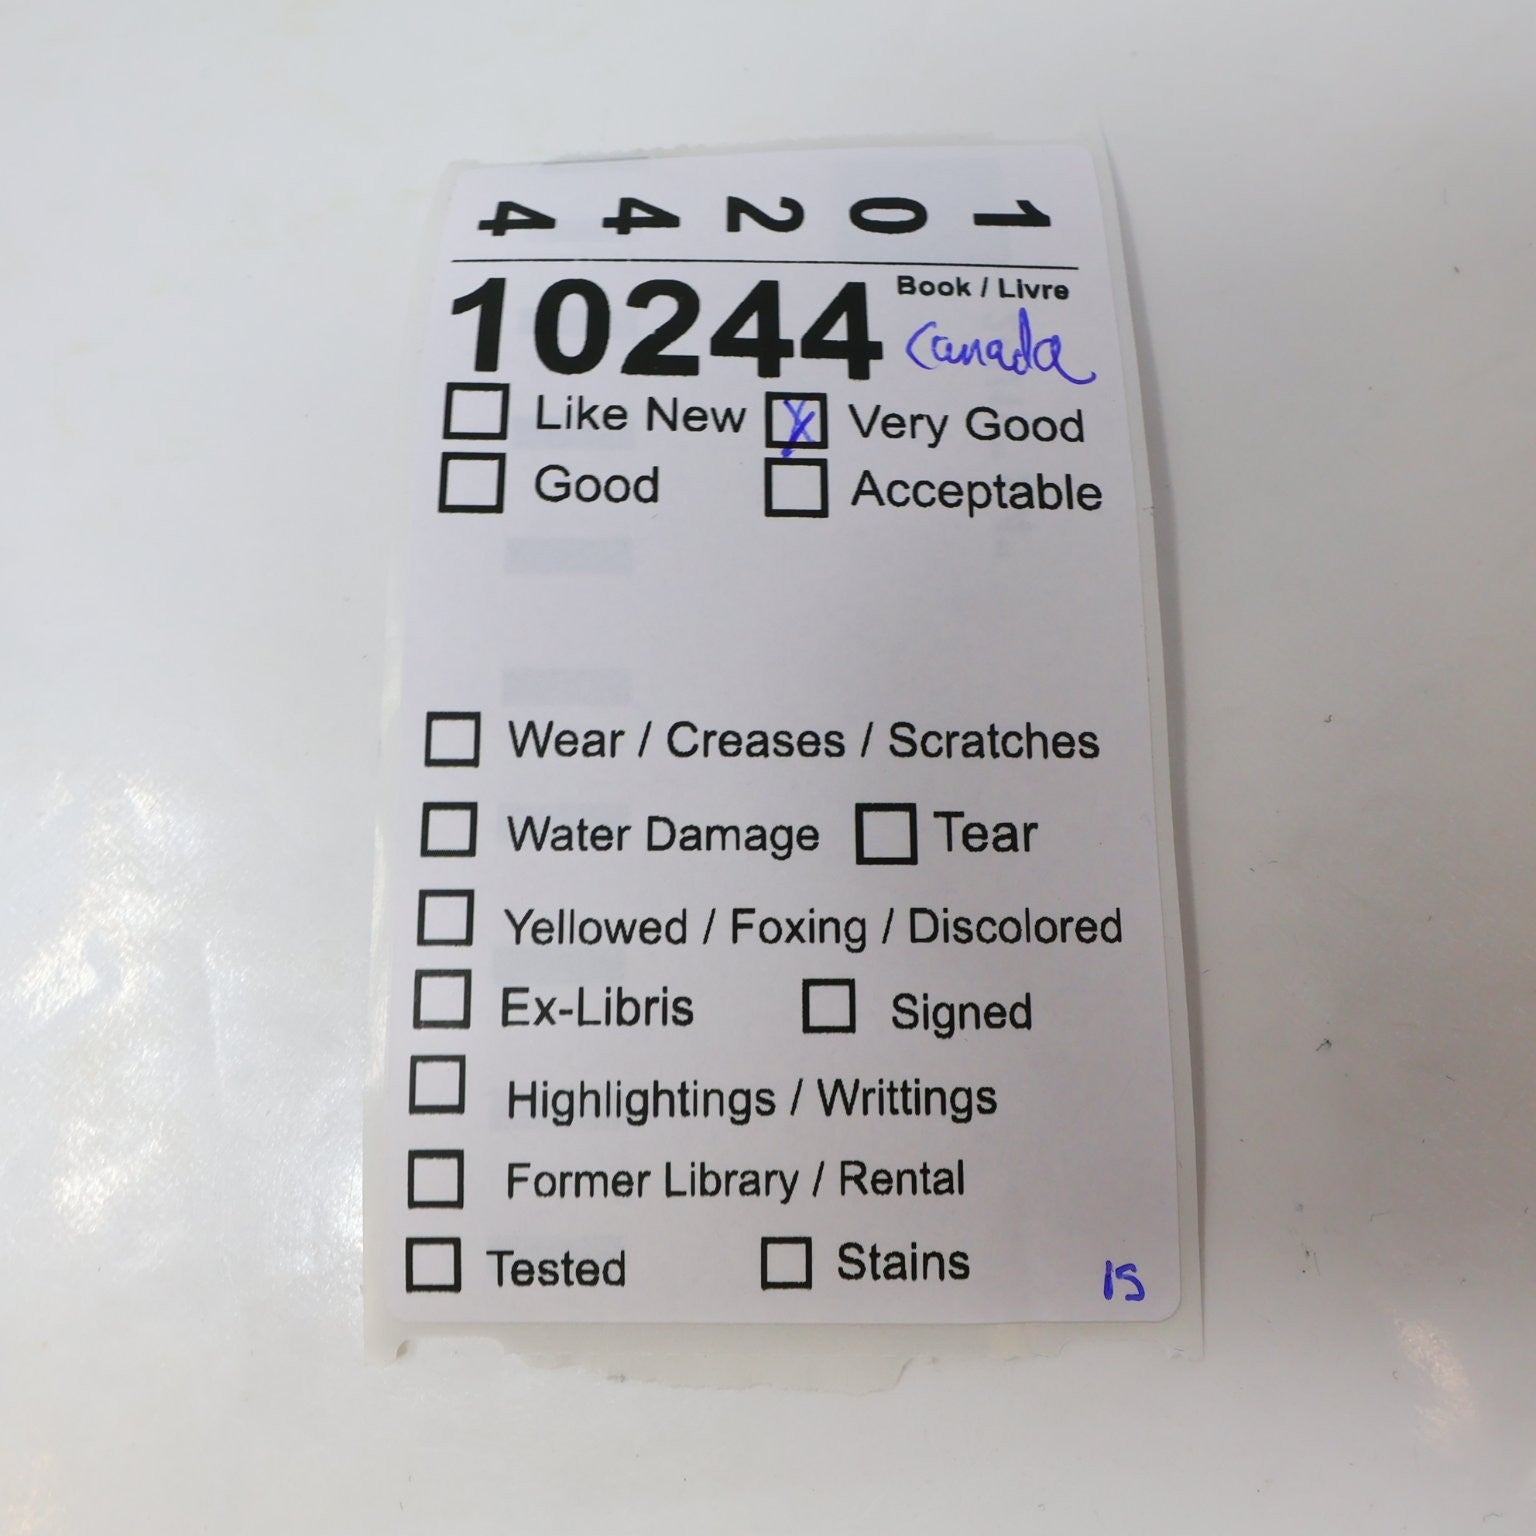 10244
10244 Book / Livre
Canada
Like New Very Good
Good Acceptable
Wear / Creases / Scratches
Water Damage Tear
Yellowed / Foxing / Discolored
Ex-Libris Signed
Highlightings / Writtings
Former Library / Rental
Tested Stains
15